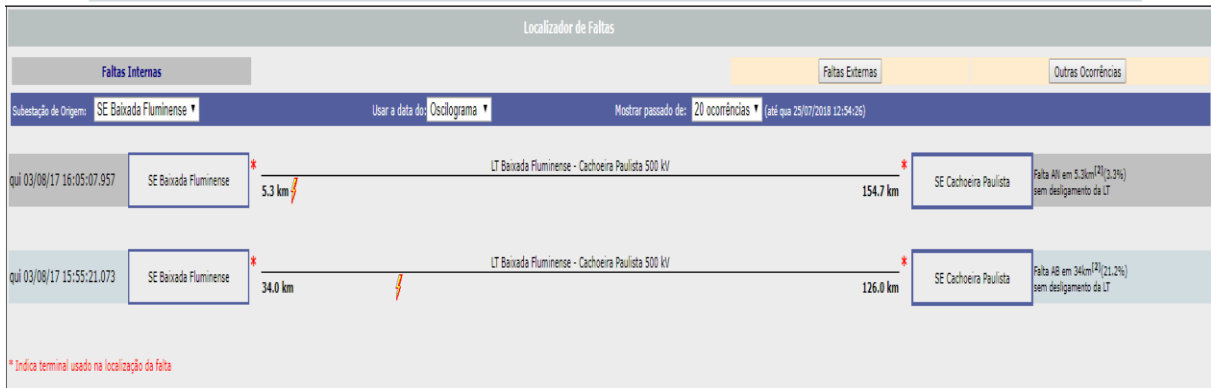 Localizador de Faltas
Faltas Internas
Faltas Externas
Outras Ocorrências
Subestação de Origem: SE Baixada Fluminense Usar a data do: Oscilograma Mostrar passado de: 20 ocorrências (até qua 25/07/2018 12:54:26)
qui 03/08/17 16:05:07.957
SE Baixada Fluminense
*
LT Baixada Fluminense - Cachoeira Paulista 500 kV
*
5.3 km
154.7 km
SE Cachoeira Paulista
Falta AN em 5.3km[2](3.3%)
sem desligamento da LT
qui 03/08/17 15:55:21.073
SE Baixada Fluminense
*
LT Baixada Fluminense - Cachoeira Paulista 500 kV
*
34.0 km
126.0 km
SE Cachoeira Paulista
Falta AB em 34km[2](21.2%)
sem desligamento da LT
* Indica terminal usado na localização da falta